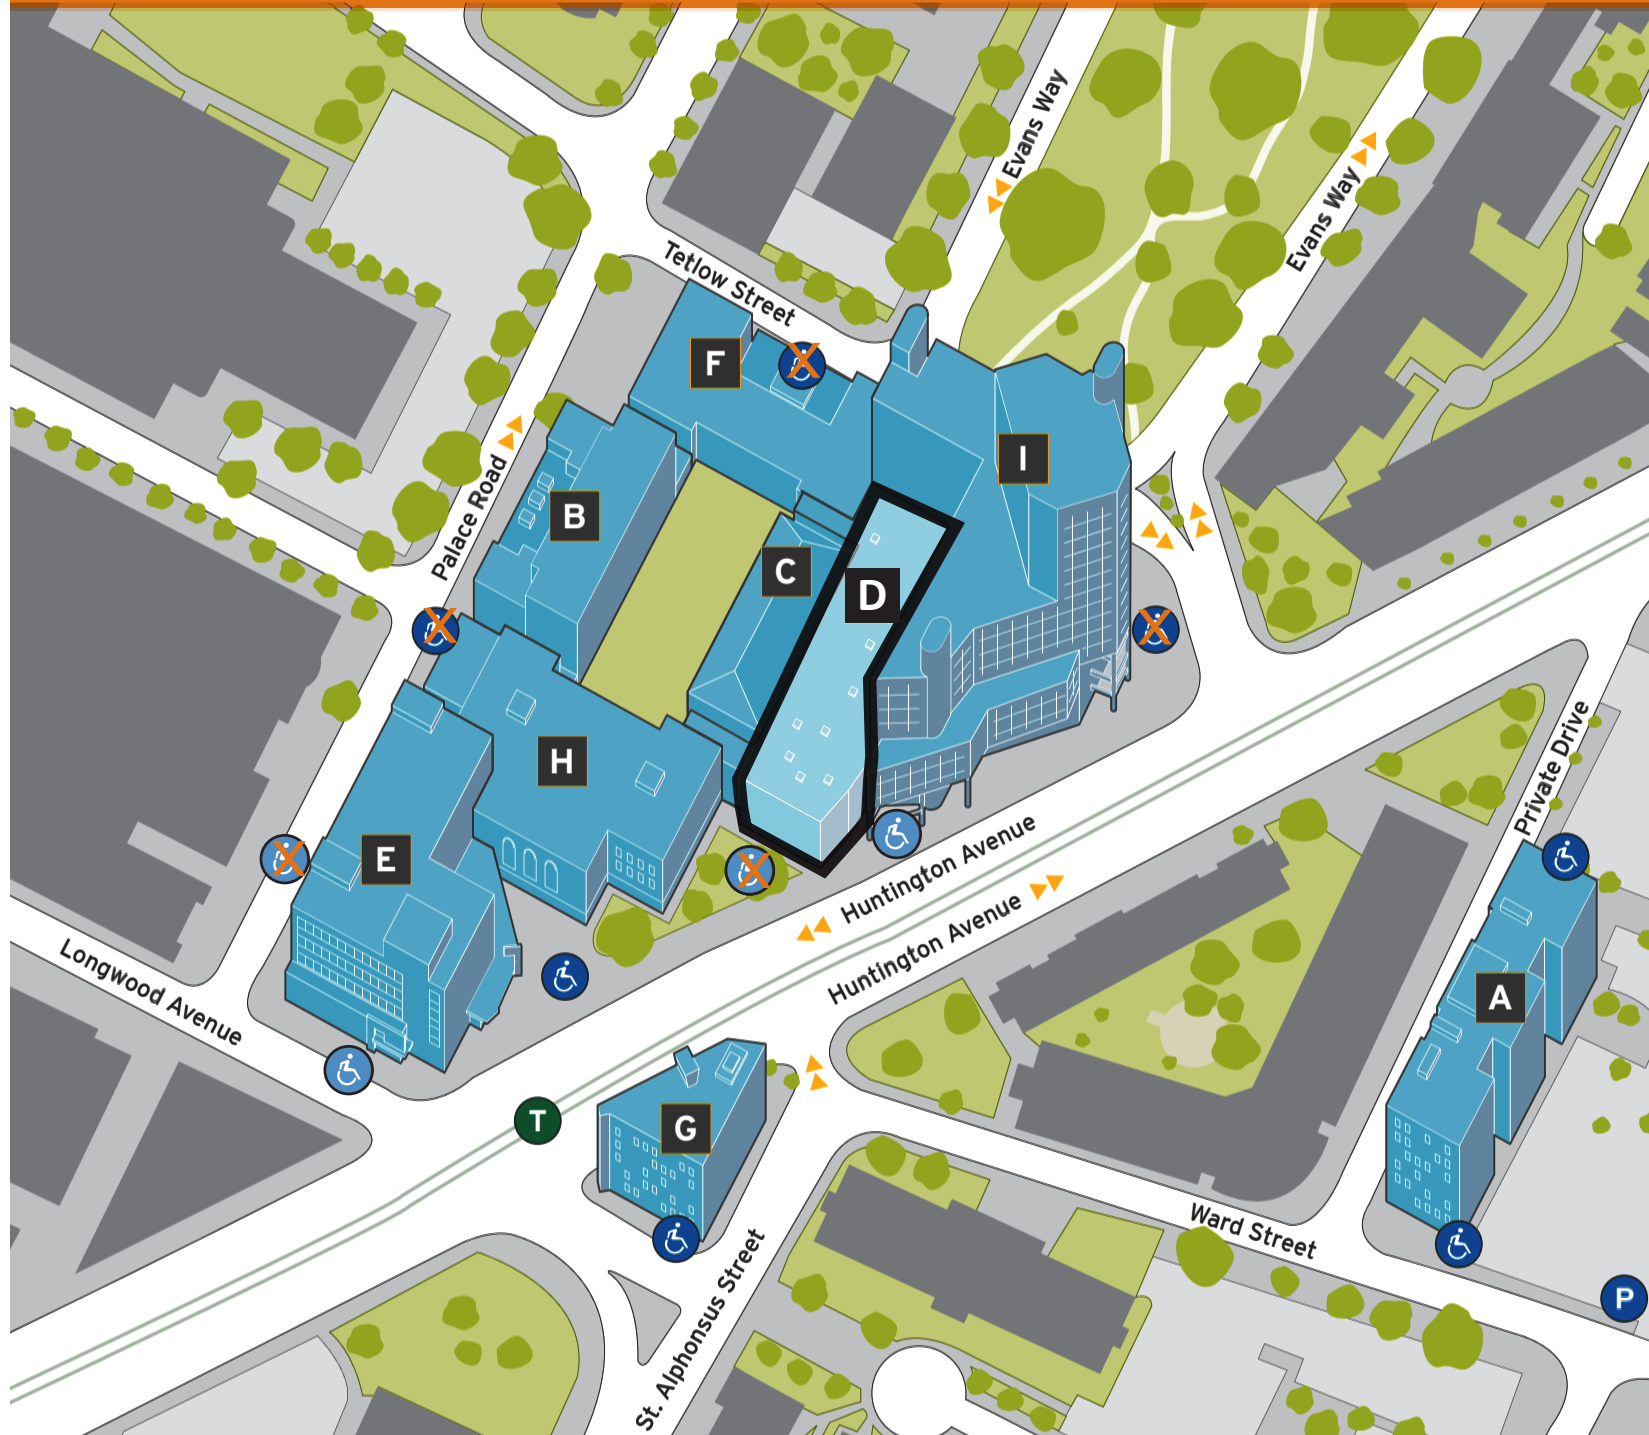 Evans Way
Evans Way
Tetlow Street
F
I
Palace Road
B
C
D
H
Private Drive
E
Huntington Avenue
Huntington Avenue
Longwood Avenue
A
T
G
Ward Street
St. Alphonsus Street
P